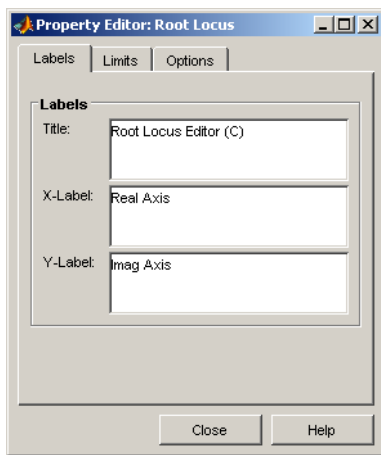 Property Editor: Root Locus
Labels Limits Options
Labels
Title: Root Locus Editor (C)
X-Label: Real Axis
Y-Label: Imag Axis
Close Help